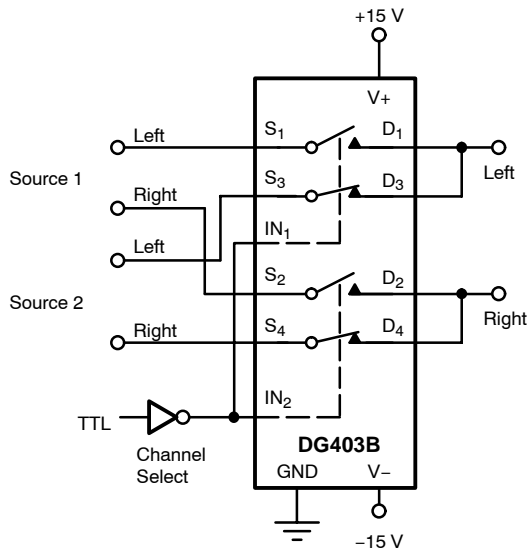 +15 V
V+
Left
S1
D1
Left
Source 1
S3
D3
Right
IN1
Left
S2
D2
Right
Source 2
Right
S4
D4
IN2
TTL
Channel
Select
DG403B
GND
V−
−15 V